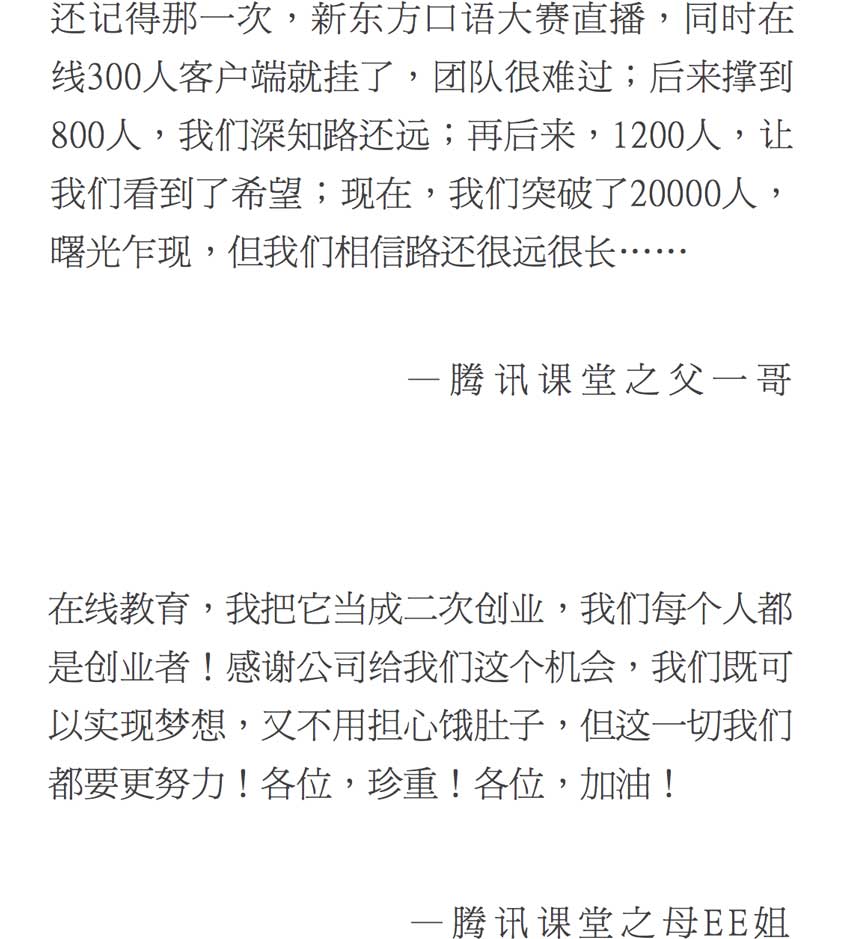 还记得那一次，新东方口语大赛直播，同时在
线300人客户端就挂了，团队很难过；后来撑到
800人，我们深知路还远；再后来，1200人，让
我们看到了希望；现在，我们突破了20000人，
曙光乍现，但我们相信路还很远很长……
—腾讯课堂之父一哥
在线教育，我把它当成二次创业，我们每个人都
是创业者！感谢公司给我们这个机会，我们既可
以实现梦想，又不用担心饿肚子，但这一切我们
都要更努力！各位，珍重！各位，加油！
—腾讯课堂之母EE姐